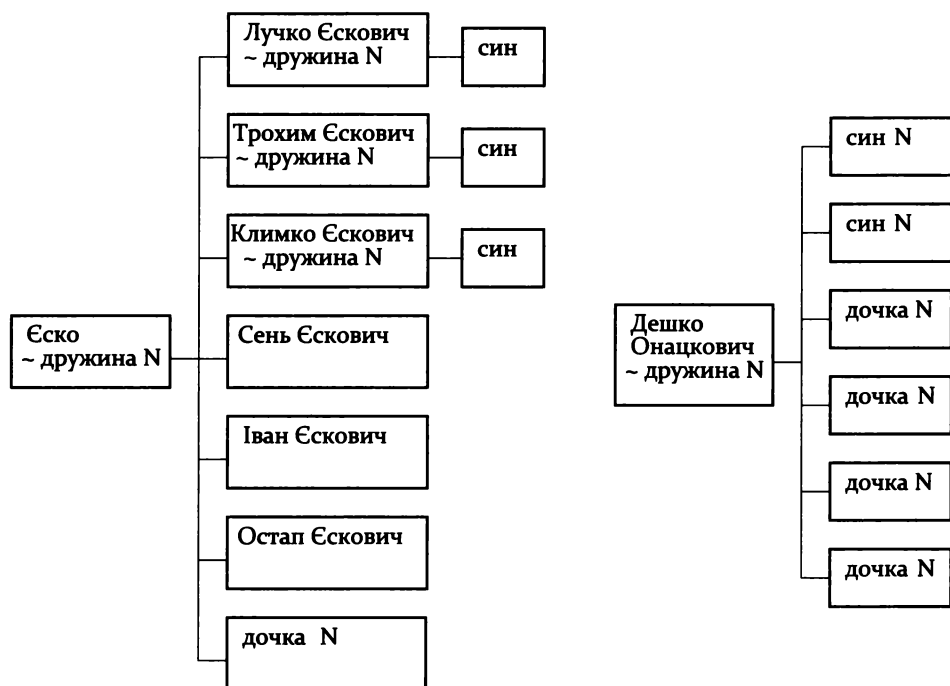 Лучко Єскович
~ дружина N
син
Трохим Єскович
~ дружина N
син
Климко Єскович
~ дружина N
син
Єско
~ дружина N
Сень Єскович
Іван Єскович
Остап Єскович
дочка N
Дешко
Онацкович
~ дружина N
син N
син N
дочка N
дочка N
дочка N
дочка N